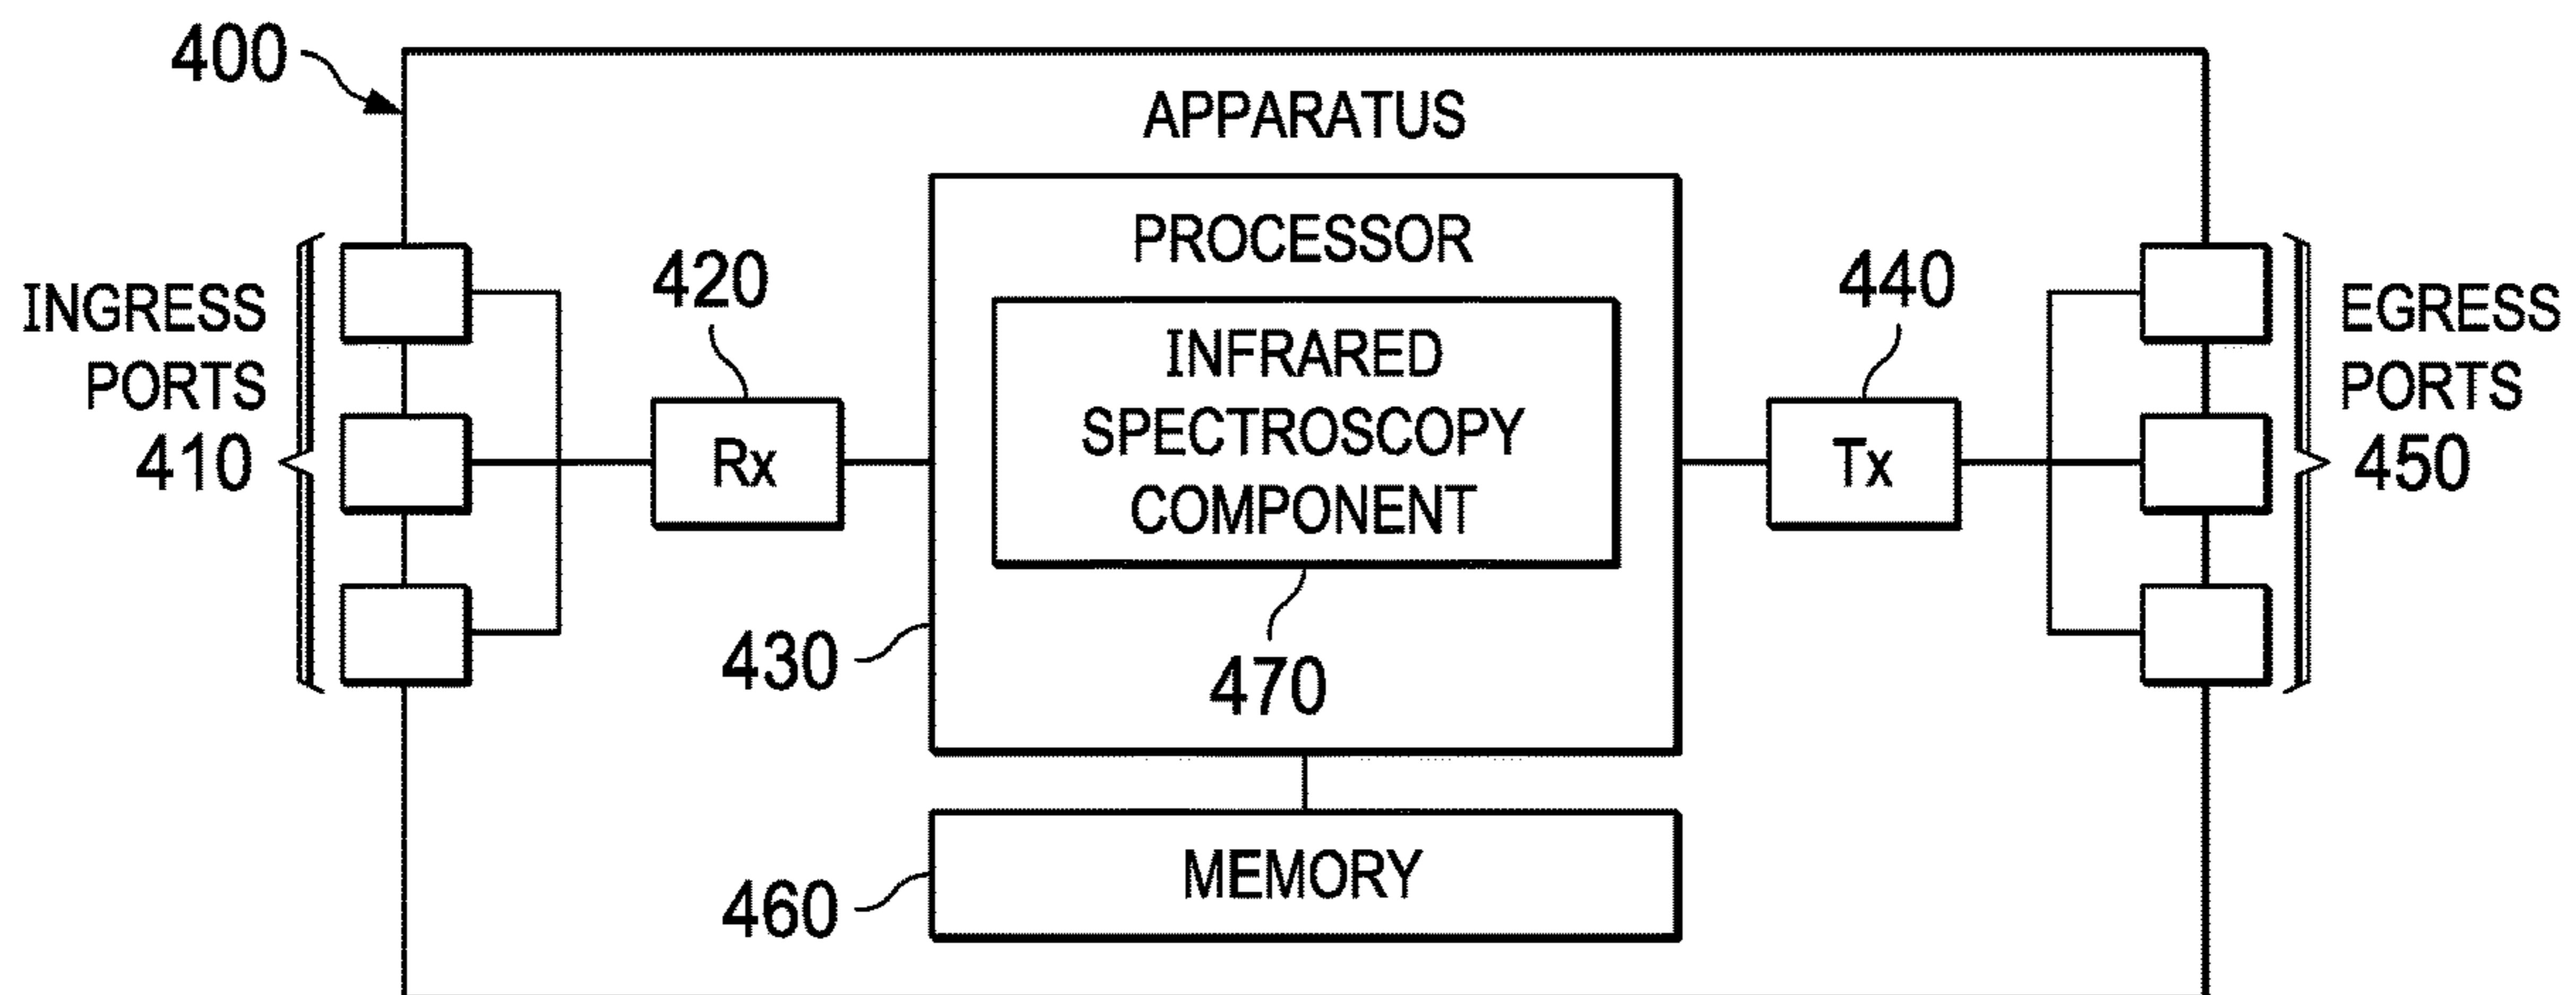 400
APPARATUS
INGRESS
PORTS
410
420
Rx
PROCESSOR
INFRARED
SPECTROSCOPY
COMPONENT
430
470
440
Tx
EGRESS
PORTS
450
460
MEMORY